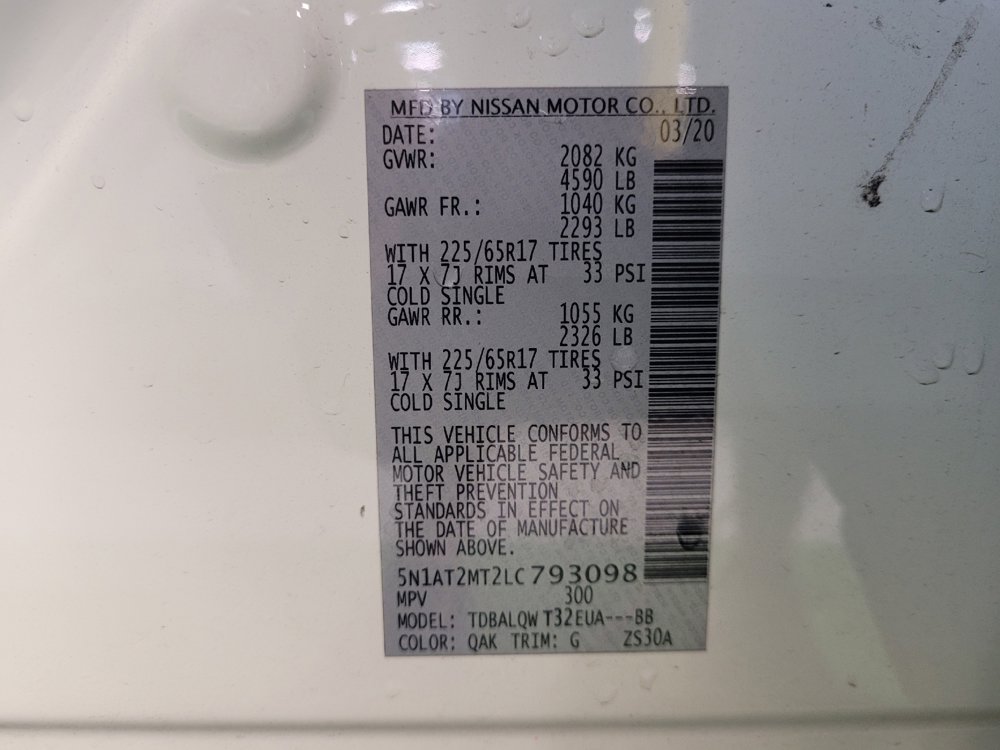 MFD BY NISSAN MOTOR CO., LTD.
DATE: 03/20
GVWR: 2082 KG
4590 LB
GAWR FR.: 1040 KG
2293 LB
WITH 225/65R17 TIRES
17 X 7J RIMS AT 33 PSI
COLD SINGLE
GAWR RR.: 1055 KG
2326 LB
WITH 225/65R17 TIRES
17 X 7J RIMS AT 33 PSI
COLD SINGLE
THIS VEHICLE CONFORMS TO
ALL APPLICABLE FEDERAL
MOTOR VEHICLE SAFETY AND
THEFT PREVENTION
STANDARDS IN EFFECT ON
THE DATE OF MANUFACTURE
SHOWN ABOVE.
5N1AT2MT2LC793098
MPV 300
MODEL: TDBALQW T32EUA---BB
COLOR: QAK TRIM: G ZS30A